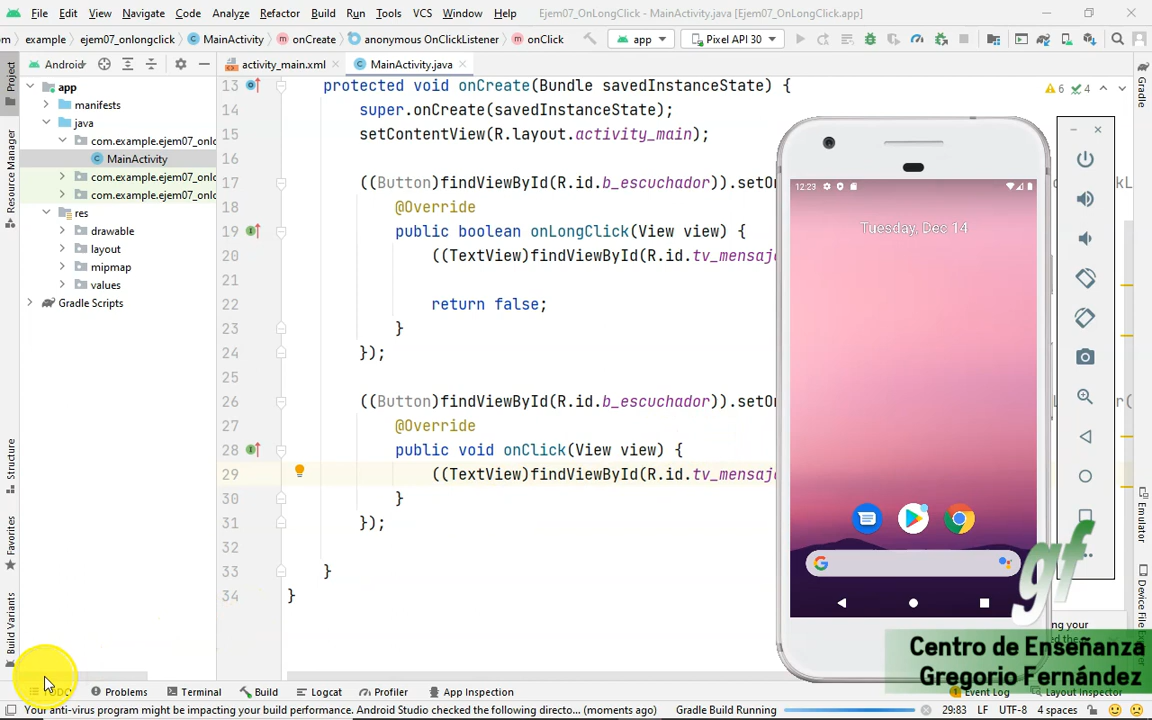 File Edit View Navigate Code Analyze Refactor Build Run Tools VCS Window Help Ejem07_OnLongClick - MainActivity.java [Ejem07_OnLongClick.app]
example ejem07_onlongclick MainActivity onCreate anonymous OnClickListener onClick app Pixel API 30
Project
Android
activity_main.xml MainActivity.java
6 4
Gradle
app
manifests
java
com.example.ejem07_onlo
MainActivity
com.example.ejem07_onlo
com.example.ejem07_onlo
res
drawable
layout
mipmap
values
Gradle Scripts
Resource Manager
Structure
Favorites
Build Variants
13 protected void onCreate(Bundle savedInstanceState) {
14 super.onCreate(savedInstanceState);
15 setContentView(R.layout.activity_main);
16
17 ((Button)findViewById(R.id.b_escuchador)).setOn
18 @Override
19 public boolean onLongClick(View view) {
20 ((TextView)findViewById(R.id.tv_mensaje
21
22 return false;
23 }
24 });
25
26 ((Button)findViewById(R.id.b_escuchador)).setOn
27 @Override
28 public void onClick(View view) {
29 ((TextView)findViewById(R.id.tv_mensaje
30 }
31 });
32
33 }
34 }
12:23
Tuesday, Dec 14
Emulator
gf
Centro de Enseñanza
Gregorio Fernández
TODO Problems Terminal Build Logcat Profiler App Inspection Event Log Layout Inspector
Your anti-virus program might be impacting your build performance. Android Studio checked the following directo... (moments ago) Gradle Build Running 29:83 LF UTF-8 4 spaces